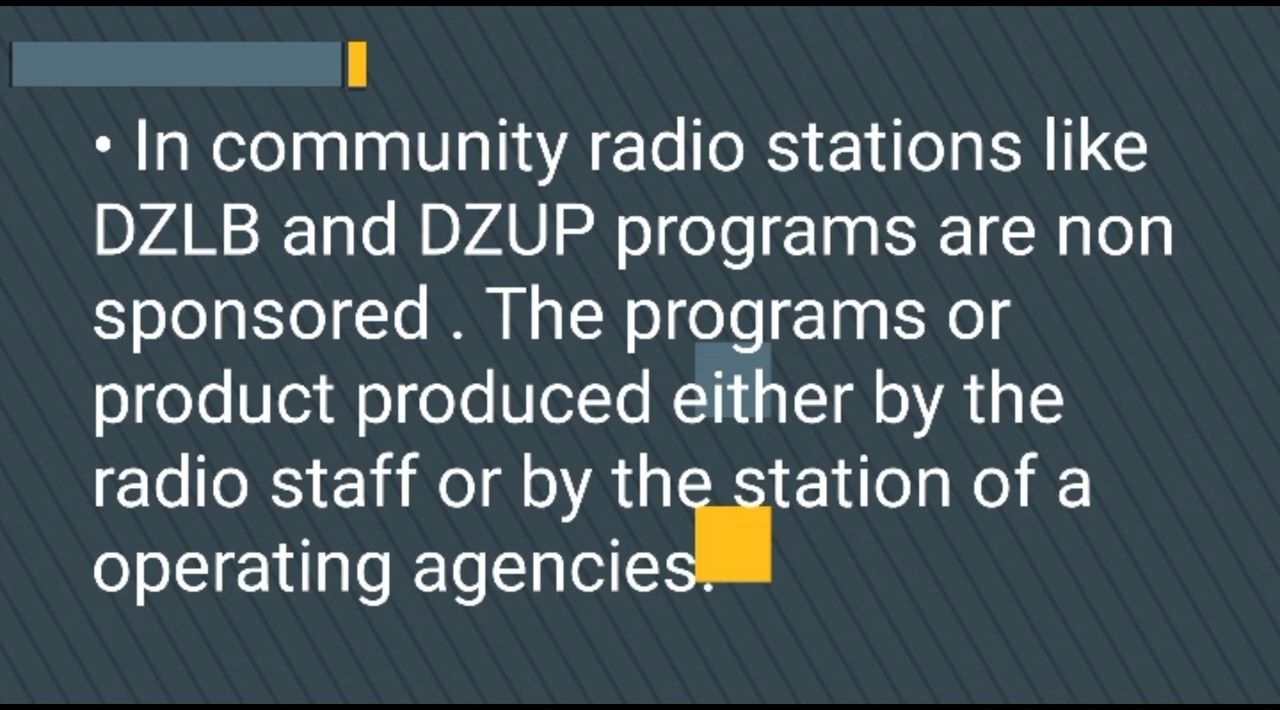 • In community radio stations like
DZLB and DZUP programs are non
sponsored . The programs or
product produced either by the
radio staff or by the station of a
operating agencies.